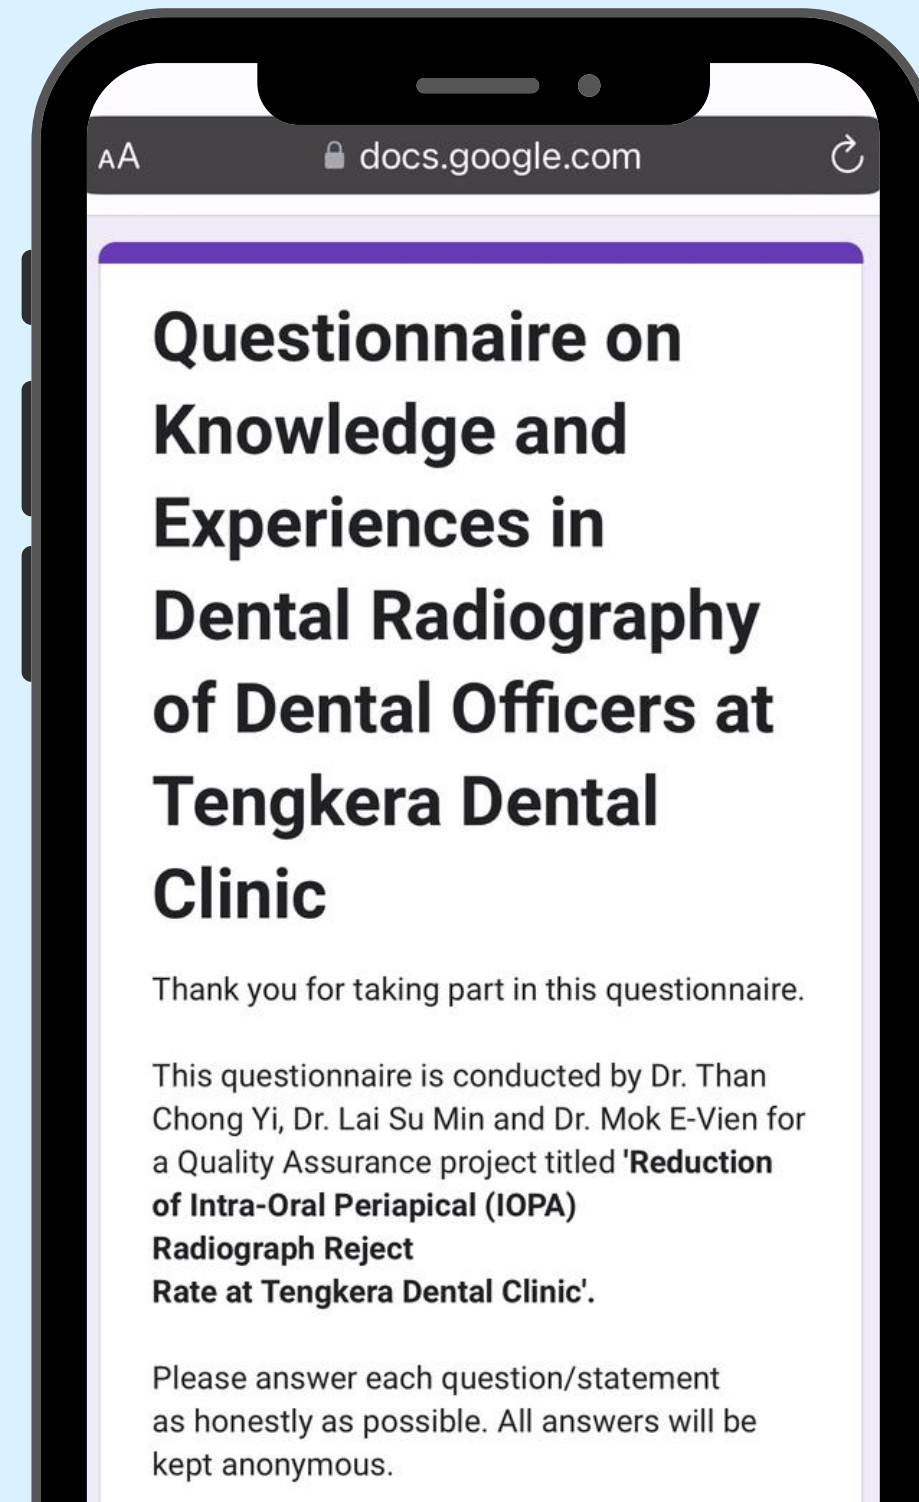 AA docs.google.com
Questionnaire on
Knowledge and
Experiences in
Dental Radiography
of Dental Officers at
Tengkera Dental
Clinic
Thank you for taking part in this questionnaire.
This questionnaire is conducted by Dr. Than
Chong Yi, Dr. Lai Su Min and Dr. Mok E-Vien for
a Quality Assurance project titled 'Reduction
of Intra-Oral Periapical (IOPA)
Radiograph Reject
Rate at Tengkera Dental Clinic'.
Please answer each question/statement
as honestly as possible. All answers will be
kept anonymous.